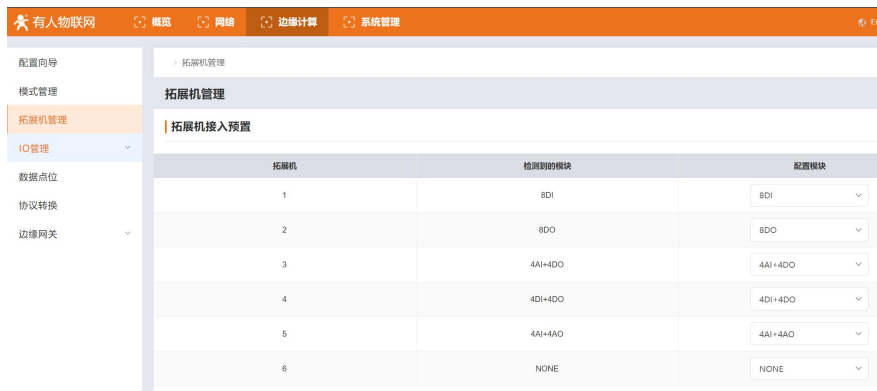 有人物联网 概览 网络 边缘计算 系统管理
配置向导
模式管理
拓展机管理
IO管理
数据点位
协议转换
边缘网关
> 拓展机管理
拓展机管理
拓展机接入预置
拓展机 检测到的模块 配置模块
1 8DI 8DI
2 8DO 8DO
3 4AI+4DO 4AI+4DO
4 4DI+4DO 4DI+4DO
5 4AI+4AO 4AI+4AO
6 NONE NONE